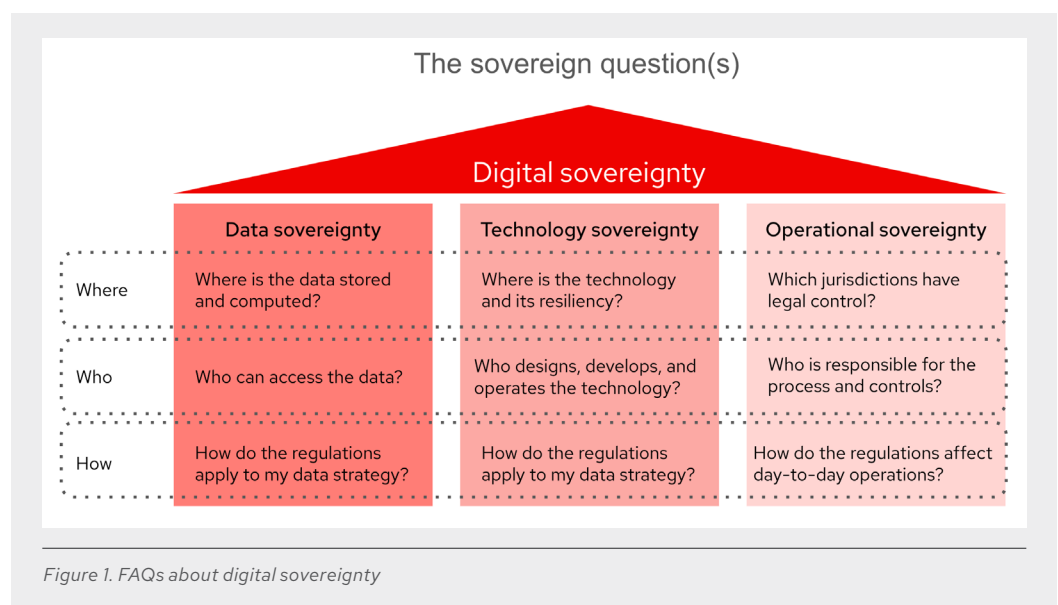 The sovereign question(s)
Digital sovereignty
Data sovereignty
Technology sovereignty
Operational sovereignty
Where
Where is the data stored
and computed?
Where is the technology
and its resiliency?
Which jurisdictions have
legal control?
Who
Who can access the data?
Who designs, develops, and
operates the technology?
Who is responsible for the
process and controls?
How
How do the regulations
apply to my data strategy?
How do the regulations
apply to my data strategy?
How do the regulations affect
day-to-day operations?
Figure 1. FAQs about digital sovereignty